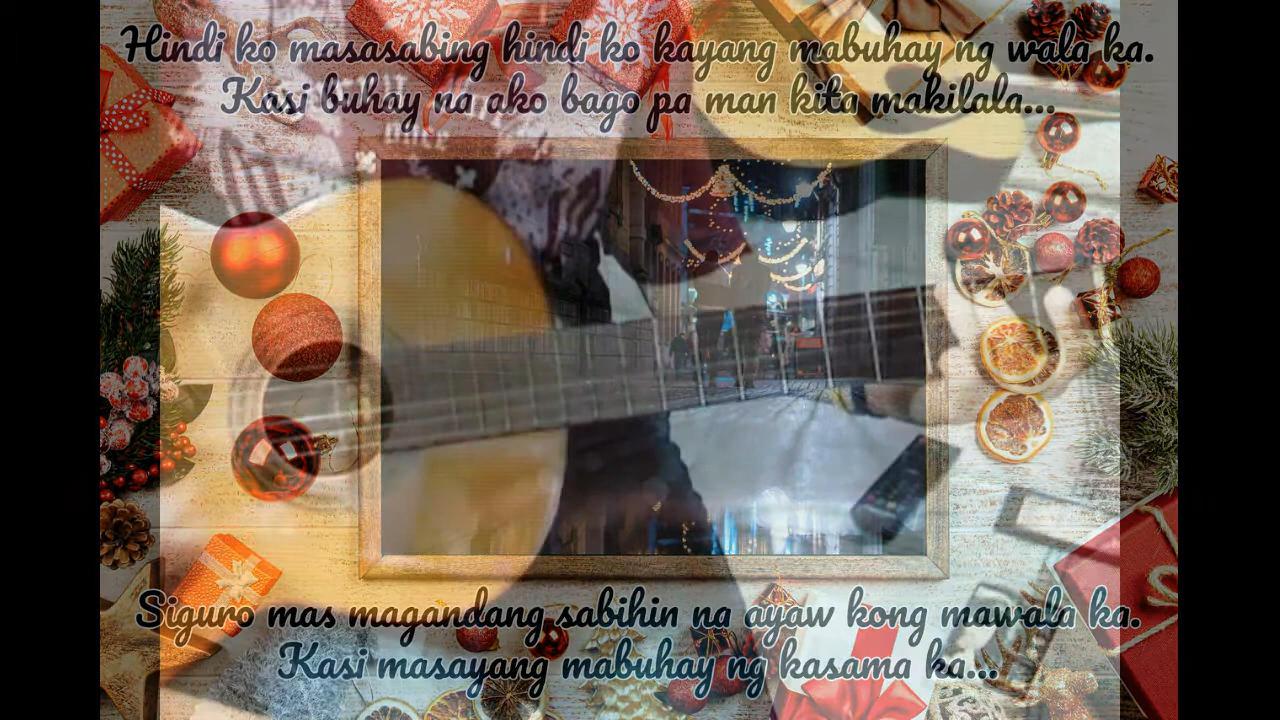 Hindi ko masasabing hindi ko kayang mabuhay ng wala ka.
Kasi buhay na ako bago pa man kita makilala...
Siguro mas magandang sabihin na ayaw kong mawala ka.
Kasi masayang mabuhay ng kasama ka...